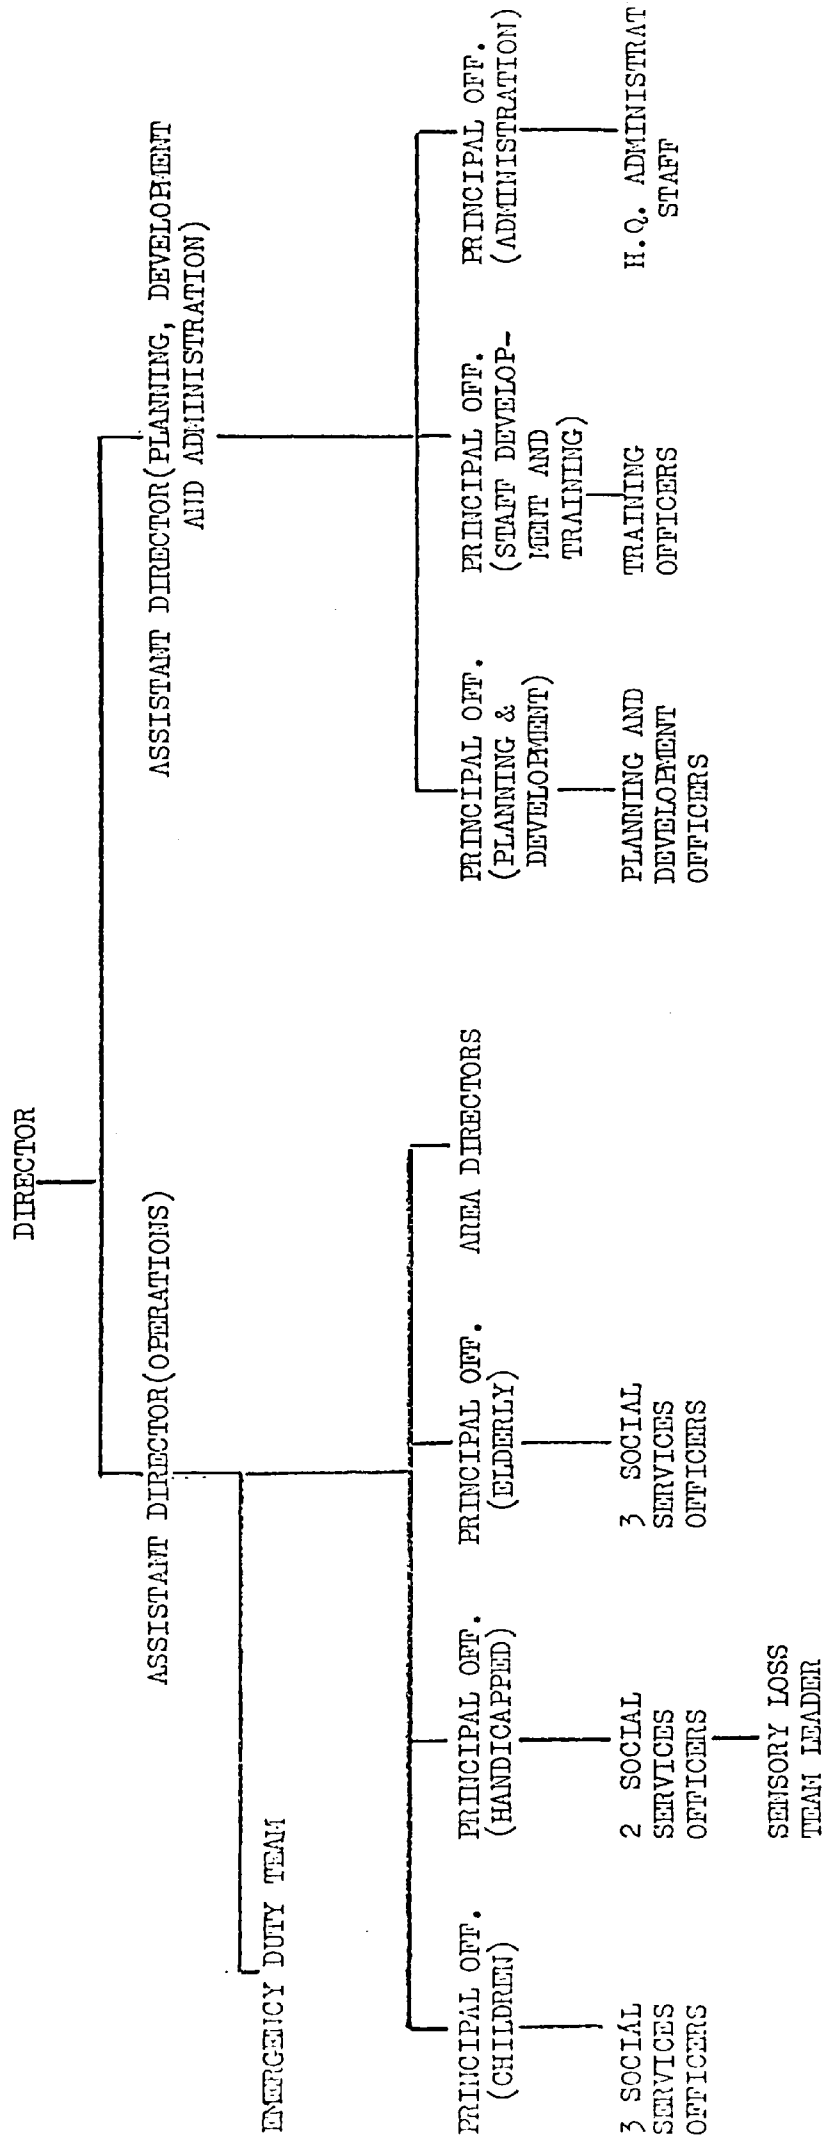 DIRECTOR
ASSISTANT DIRECTOR(OPERATIONS)
ASSISTANT DIRECTOR(PLANNING, DEVELOPMENT
AND ADMINISTRATION)
EMERGENCY DUTY TEAM
PRINCIPAL OFF.
(CHILDREN)
3 SOCIAL
SERVICES
OFFICERS
PRINCIPAL OFF.
(HANDICAPPED)
2 SOCIAL
SERVICES
OFFICERS
SENSORY LOSS
TEAM LEADER
PRINCIPAL OFF.
(ELDERLY)
3 SOCIAL
SERVICES
OFFICERS
AREA DIRECTORS
PRINCIPAL OFF.
(PLANNING &
DEVELOPMENT)
PLANNING AND
DEVELOPMENT
OFFICERS
PRINCIPAL OFF.
(STAFF DEVELOP-
MENT AND
TRAINING)
TRAINING
OFFICERS
PRINCIPAL OFF.
(ADMINISTRATION)
H.Q. ADMINISTRAT
STAFF